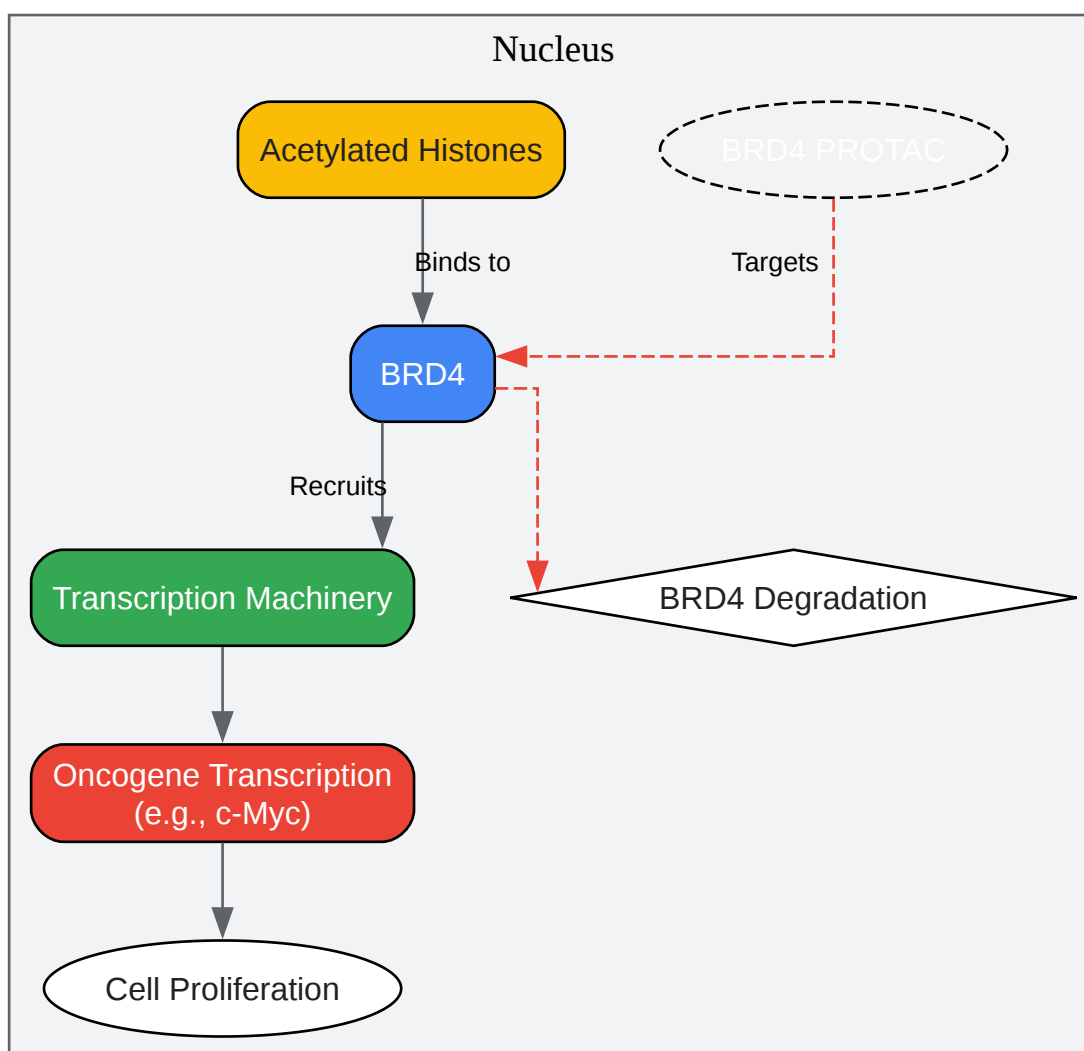 Nucleus
Acetylated Histones
BRD4 PROTAC
Binds to
Targets
BRD4
Recruits
Transcription Machinery
BRD4 Degradation
Oncogene Transcription
(e.g., c-Myc)
Cell Proliferation